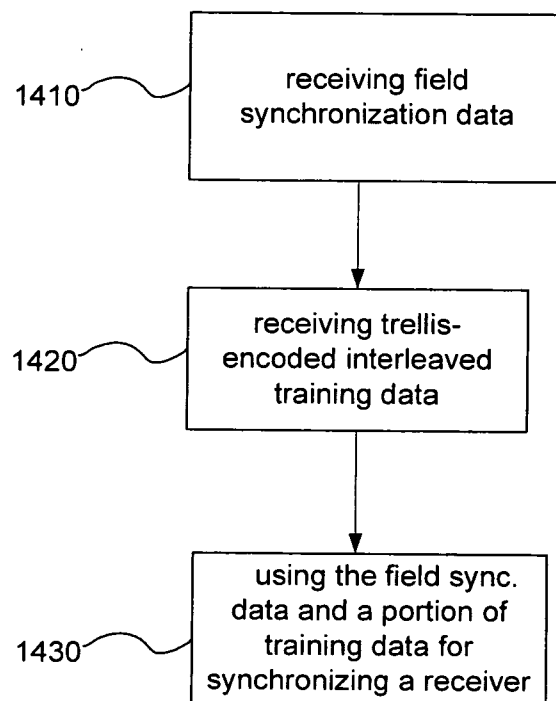 1410
receiving field
synchronization data
1420
receiving trellis-
encoded interleaved
training data
1430
using the field sync.
data and a portion of
training data for
synchronizing a receiver